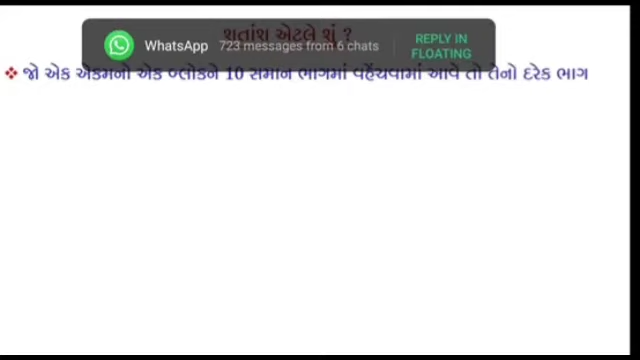 શતાંશ એટલે શું ?
WhatsApp 723 messages from 6 chats
REPLY IN
FLOATING
❖ જો એક એકમનો એક બ્લોકને 10 સમાન ભાગમાં વહેંચવામાં આવે તો તેનો દરેક ભાગ